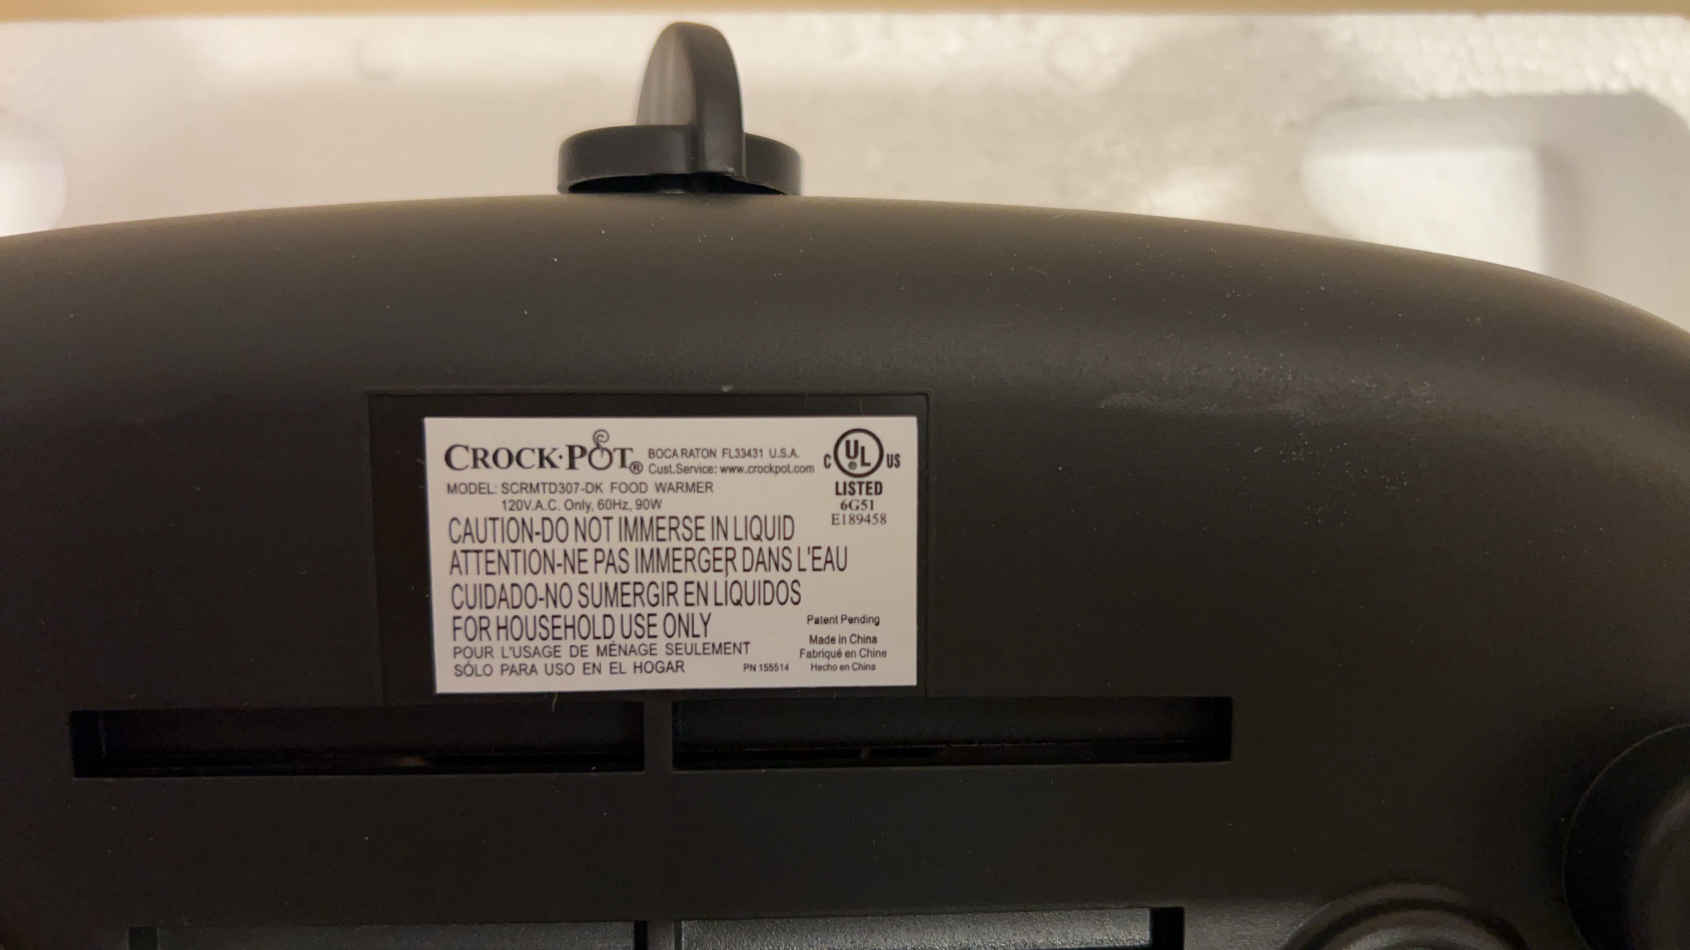 CROCK·POT® BOCA RATON FL33431 U.S.A.
Cust.Service: www.crockpot.com
MODEL: SCRMTD307-DK FOOD WARMER
120V.A.C. Only, 60Hz, 90W
C UL® US
LISTED
6G51
E189458
CAUTION-DO NOT IMMERSE IN LIQUID
ATTENTION-NE PAS IMMERGER DANS L'EAU
CUIDADO-NO SUMERGIR EN LÍQUIDOS
FOR HOUSEHOLD USE ONLY
POUR L'USAGE DE MÉNAGE SEULEMENT
SÓLO PARA USO EN EL HOGAR
PN 155514
Patent Pending
Made in China
Fabriqué en Chine
Hecho en China